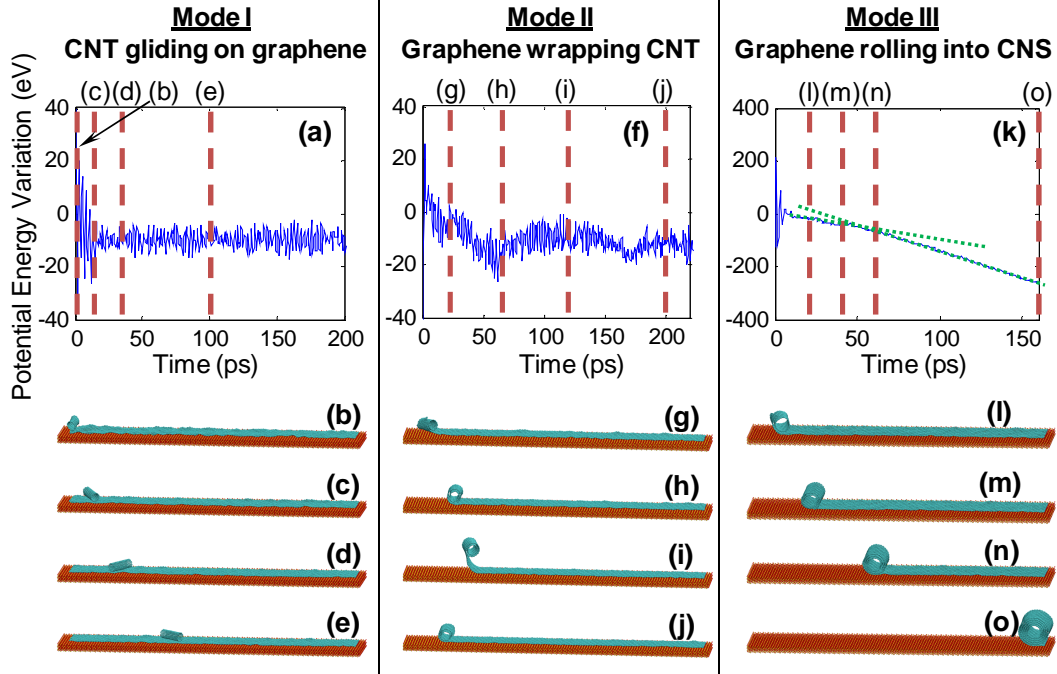 Mode I
CNT gliding on graphene
Mode II
Graphene wrapping CNT
Mode III
Graphene rolling into CNS
Potential Energy Variation (eV)
(c) (d) (b) (e)
(a)
40
20
0
-20
-40
0 50 100 150 200
Time (ps)
(g) (h) (i) (j)
(f)
40
20
0
-20
-40
0 50 100 150 200
Time (ps)
(l) (m) (n) (o)
(k)
400
200
0
-200
-400
0 50 100 150
Time (ps)
(b)
(c)
(d)
(e)
(g)
(h)
(i)
(j)
(l)
(m)
(n)
(o)